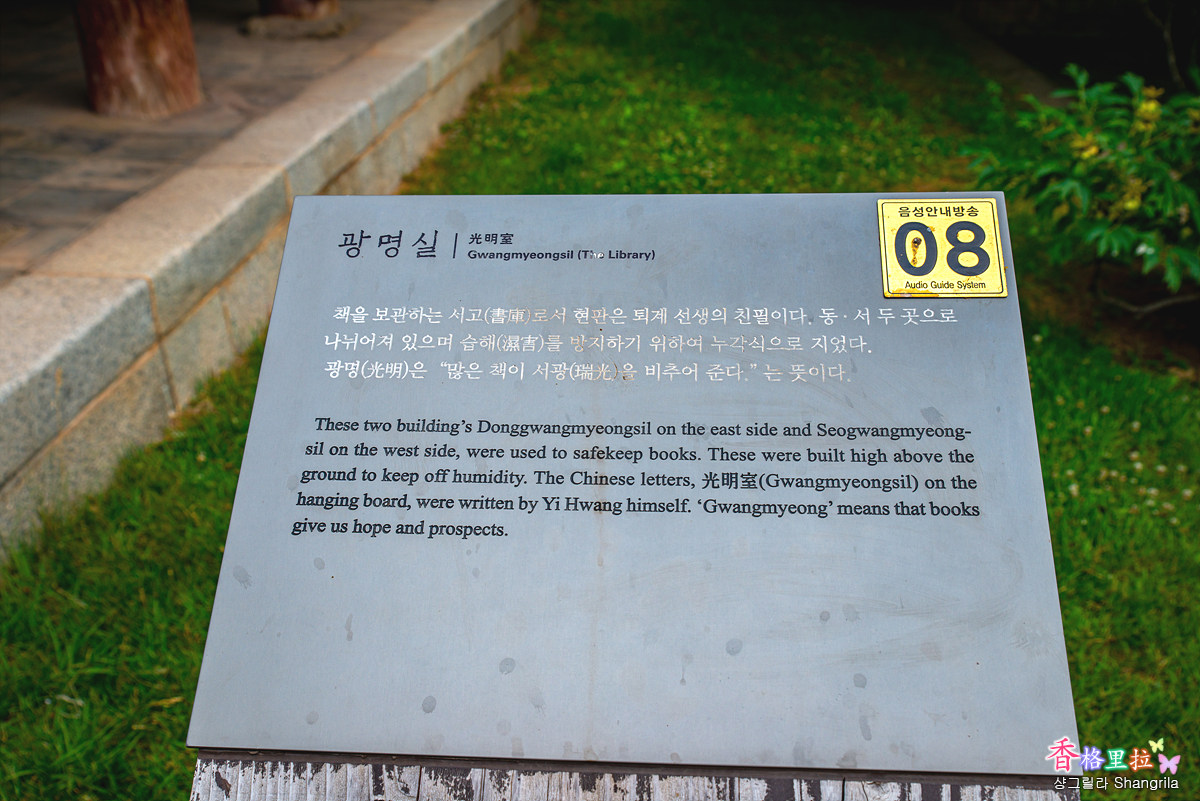 광명실
光明室
Gwangmyeongsil (The Library)
음성안내방송
08
Audio Guide System
책을 보관하는 서고(書庫)로서 현판은 퇴계 선생의 친필이다. 동·서 두 곳으로
나뉘어져 있으며 습해(濕害)를 방지하기 위하여 누각식으로 지었다.
광명(光明)은 “많은 책이 서광(瑞光)을 비추어 준다.”는 뜻이다.
These two building’s Donggwangmyeongsil on the east side and Seogwangmyeong-
sil on the west side, were used to safekeep books. These were built high above the
ground to keep off humidity. The Chinese letters, 光明室(Gwangmyeongsil) on the
hanging board, were written by Yi Hwang himself. ‘Gwangmyeong’ means that books
give us hope and prospects.
香格里拉
샹그릴라 Shangrila